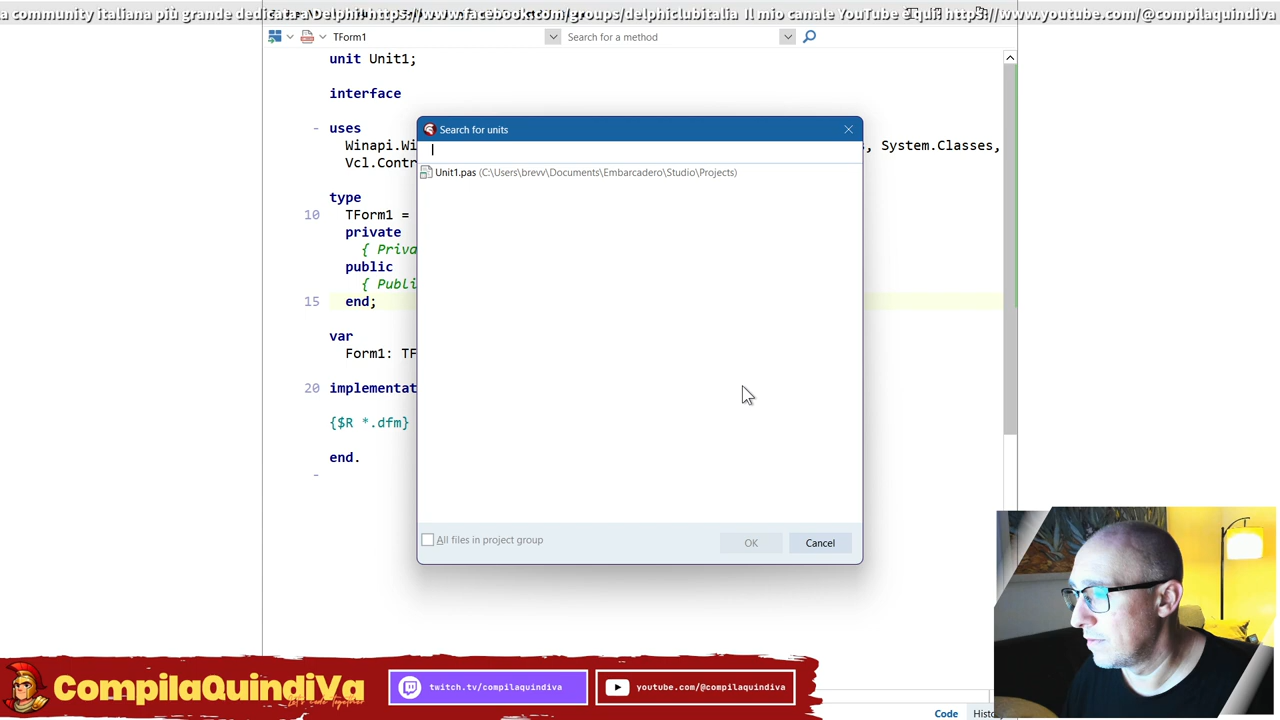 a community italiana più grande dedicata a Delphi https://www.facebook.com/groups/delphiclubitalia Il mio canale YouTube è qui https://www.youtube.com/@compilaquindiva
TForm1
Search for a method
unit Unit1;
interface
uses
Winapi.Wi
, System.Classes,
Vcl.Contr
type
10 TForm1 =
private
{ Priva
public
{ Publi
15 end;
var
Form1: TF
20 implementat
{$R *.dfm}
end.
Search for units
Unit1.pas (C:\Users\brevv\Documents\Embarcadero\Studio\Projects)
All files in project group
OK
Cancel
CompilaQuindiVa
Let's Code Together
twitch.tv/compilaquindiva
youtube.com/@compilaquindiva
Code